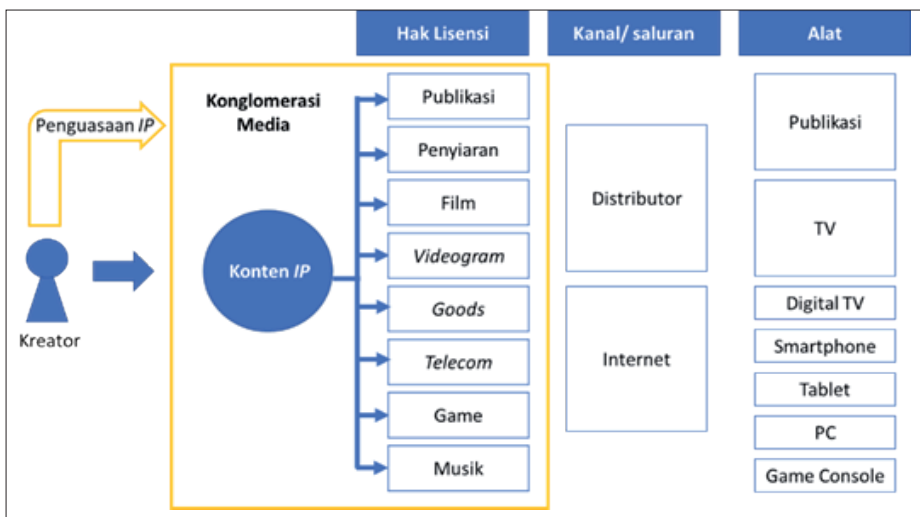 Hak Lisensi
Kanal/ saluran
Alat
Penguasaan IP
Kreator
Konglomerasi
Media
Konten IP
Publikasi
Penyiaran
Film
Videogram
Goods
Telecom
Game
Musik
Distributor
Internet
Publikasi
TV
Digital TV
Smartphone
Tablet
PC
Game Console